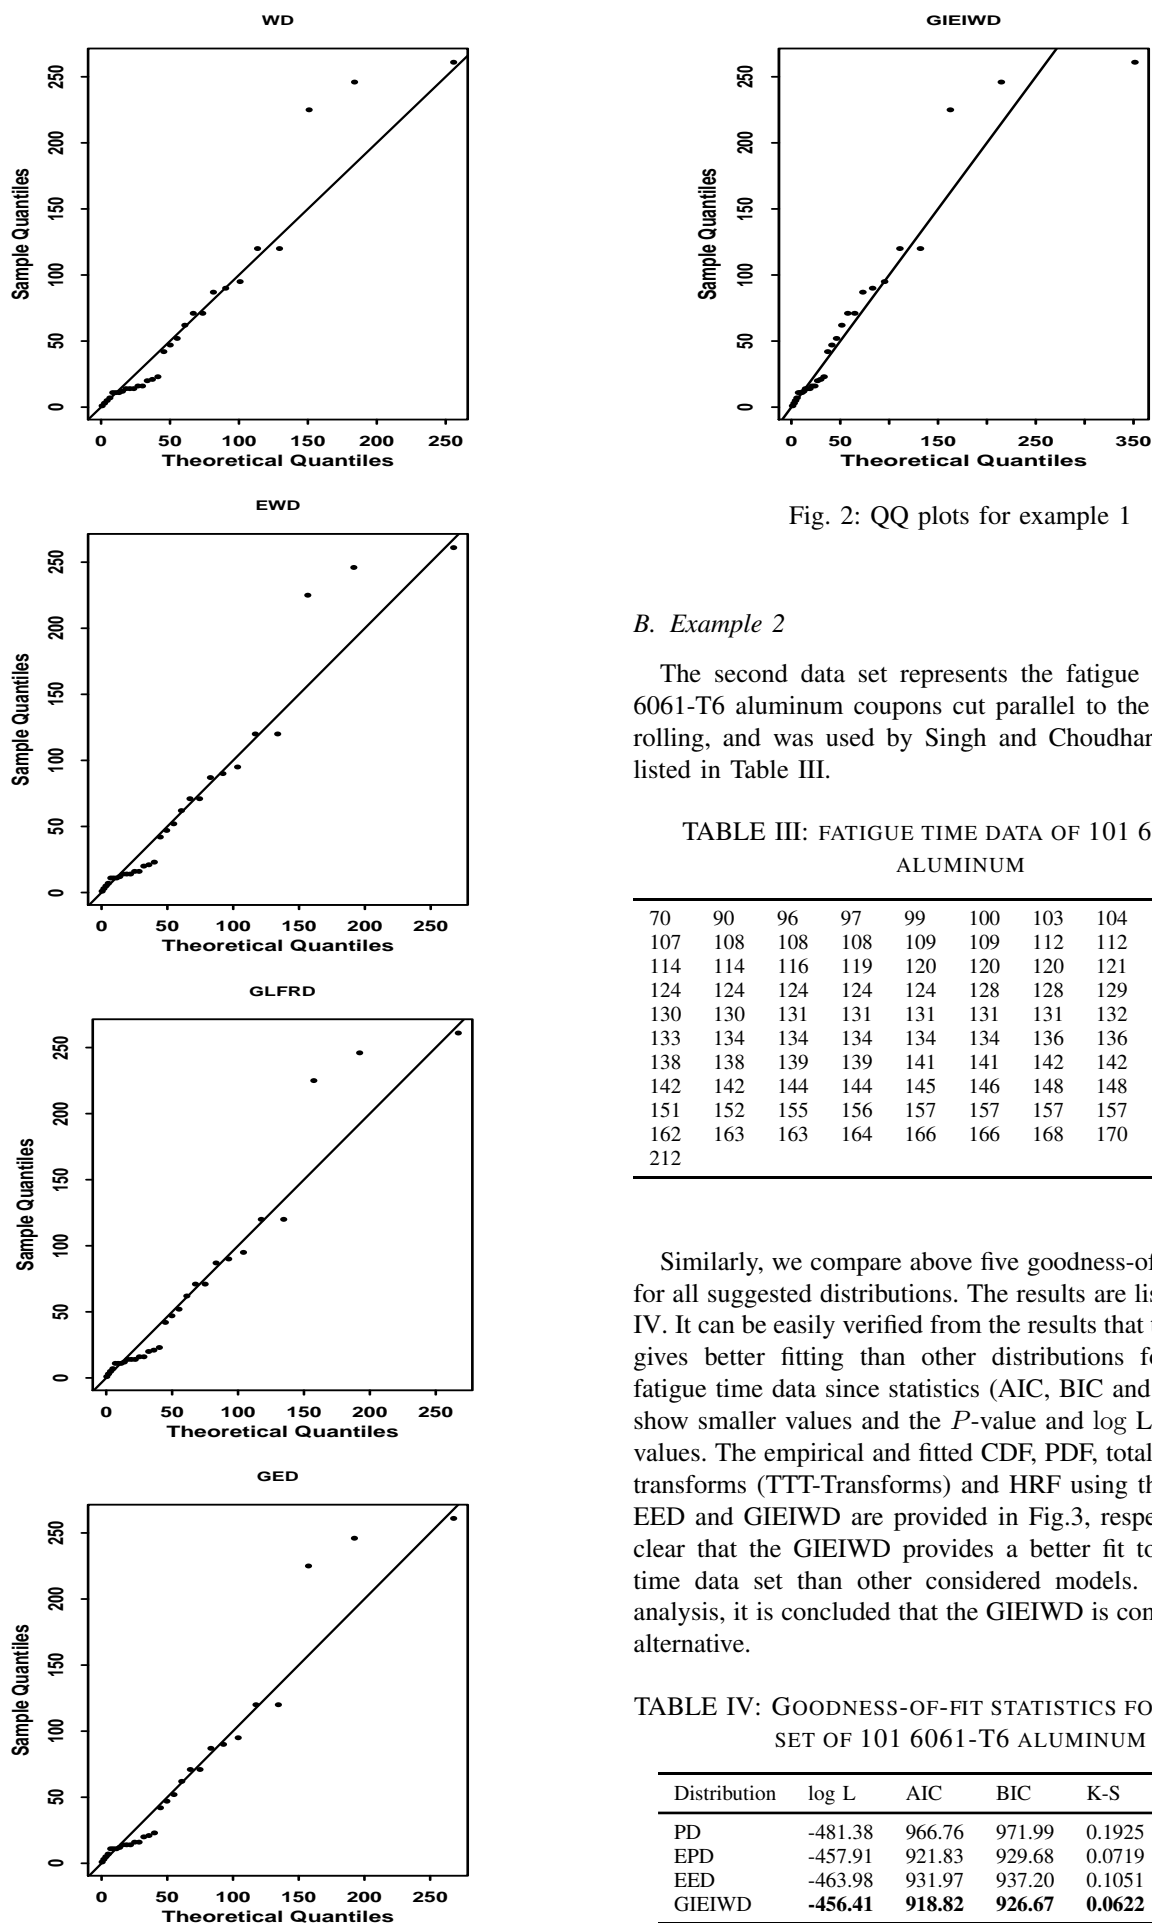 WD
250
200
150
100
50
0
Sample Quantiles
0 50 100 150 200 250
Theoretical Quantiles
EWD
250
200
150
100
50
0
Sample Quantiles
0 50 100 150 200 250
Theoretical Quantiles
GLFRD
250
200
150
100
50
0
Sample Quantiles
0 50 100 150 200 250
Theoretical Quantiles
GED
250
200
150
100
50
0
Sample Quantiles
0 50 100 150 200 250
Theoretical Quantiles
GIEIWD
250
200
150
100
50
0
Sample Quantiles
0 50 150 250 350
Theoretical Quantiles
Fig. 2: QQ plots for example 1
B. Example 2
The second data set represents the fatigue
6061-T6 aluminum coupons cut parallel to the
rolling, and was used by Singh and Choudhar
listed in Table III.
TABLE III: FATIGUE TIME DATA OF 101 6
ALUMINUM
70 90 96 97 99 100 103 104
107 108 108 108 109 109 112 112
114 114 116 119 120 120 120 121
124 124 124 124 124 128 128 129
130 130 131 131 131 131 131 132
133 134 134 134 134 134 136 136
138 138 139 139 141 141 142 142
142 142 144 144 145 146 148 148
151 152 155 156 157 157 157 157
162 163 163 164 166 166 168 170
212
Similarly, we compare above five goodness-of
for all suggested distributions. The results are lis
IV. It can be easily verified from the results that t
gives better fitting than other distributions fo
fatigue time data since statistics (AIC, BIC and
show smaller values and the P-value and log L
values. The empirical and fitted CDF, PDF, total
transforms (TTT-Transforms) and HRF using th
EED and GIEIWD are provided in Fig.3, respe
clear that the GIEIWD provides a better fit to
time data set than other considered models.
analysis, it is concluded that the GIEIWD is con
alternative.
TABLE IV: GOODNESS-OF-FIT STATISTICS FO
SET OF 101 6061-T6 ALUMINUM
Distribution log L AIC BIC K-S
PD -481.38 966.76 971.99 0.1925
EPD -457.91 921.83 929.68 0.0719
EED -463.98 931.97 937.20 0.1051
GIEIWD -456.41 918.82 926.67 0.0622